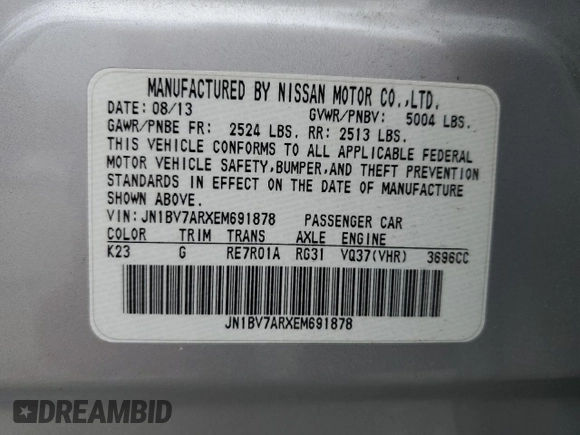 MANUFACTURED BY NISSAN MOTOR CO.,LTD.
DATE: 08/13 GVWR/PNBV: 5004 LBS.
GAWR/PNBE FR: 2524 LBS. RR: 2513 LBS.
THIS VEHICLE CONFORMS TO ALL APPLICABLE FEDERAL
MOTOR VEHICLE SAFETY,BUMPER,AND THEFT PREVENTION
STANDARDS IN EFFECT ON THE DATE OF MANUFACTURE
SHOWN ABOVE.
VIN: JN1BV7ARXEM691878 PASSENGER CAR
COLOR TRIM TRANS AXLE ENGINE
K23 G RE7R01A RG31 VQ37(VHR) 3696CC
JN1BV7ARXEM691878
DREAMBID